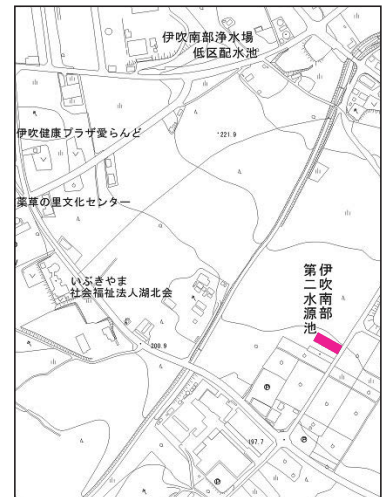 伊吹南部浄水場
低区配水池
伊吹健康プラザ愛らんど
221.9
薬草の里文化センター
いぶきやま
社会福祉法人湖北会
伊吹南部
第二水源池
200.9
197.7